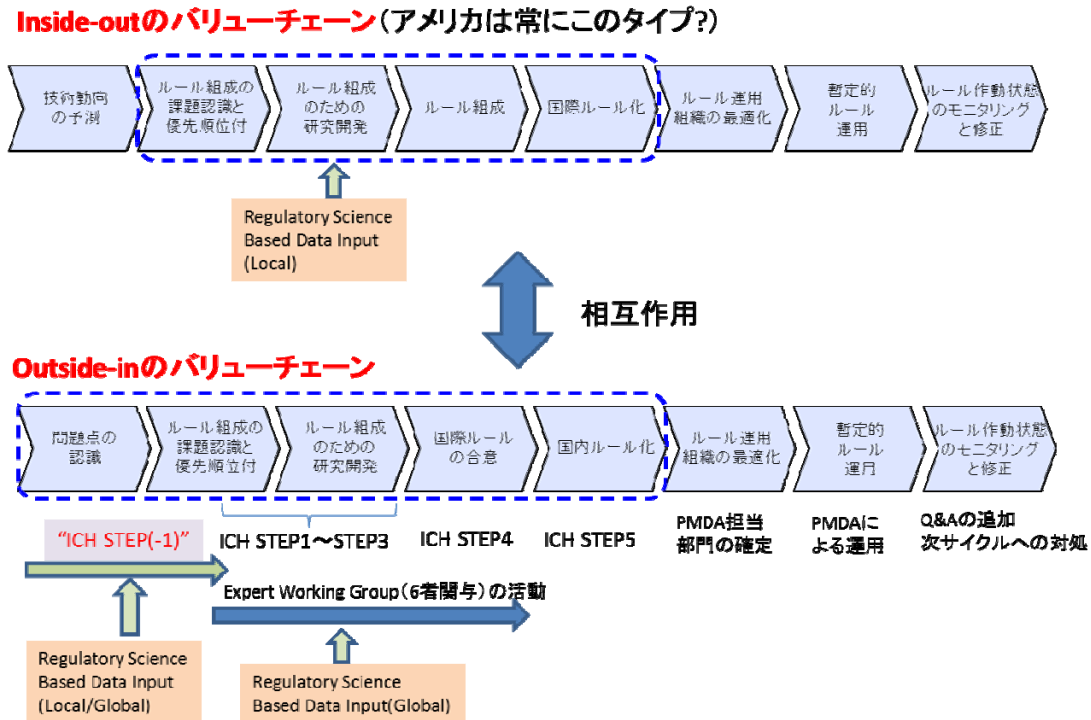 Inside-outのバリューチェーン(アメリカは常にこのタイプ?)
技術動向
の予測
ルール組成の
課題認識と
優先順位付
ルール組成
のための
研究開発
ルール組成
国際ルール化
ルール運用
組織の最適化
暫定的
ルール
運用
ルール作動状態
のモニタリング
と修正
Regulatory Science
Based Data Input
(Local)
相互作用
Outside-inのバリューチェーン
問題点の
認識
ルール組成の
課題認識と
優先順位付
ルール組成
のための
研究開発
国際ルール
の合意
国内ルール化
ルール運用
組織の最適化
暫定的
ルール
運用
ルール作動状態
のモニタリング
と修正
“ICH STEP(-1)”
ICH STEP1～STEP3
ICH STEP4
ICH STEP5
PMDA担当
部門の確定
PMDAに
よる運用
Q&Aの追加
次サイクルへの対処
Expert Working Group(6者関与)の活動
Regulatory Science
Based Data Input
(Local/Global)
Regulatory Science
Based Data Input(Global)